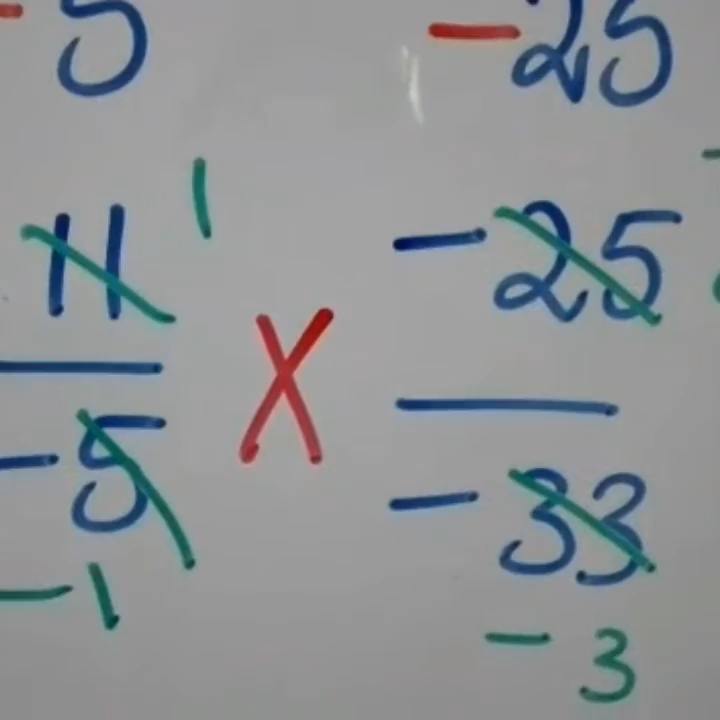 - 5 - 25
11 1 × - 25
- 5 - 33
- 1 - 3